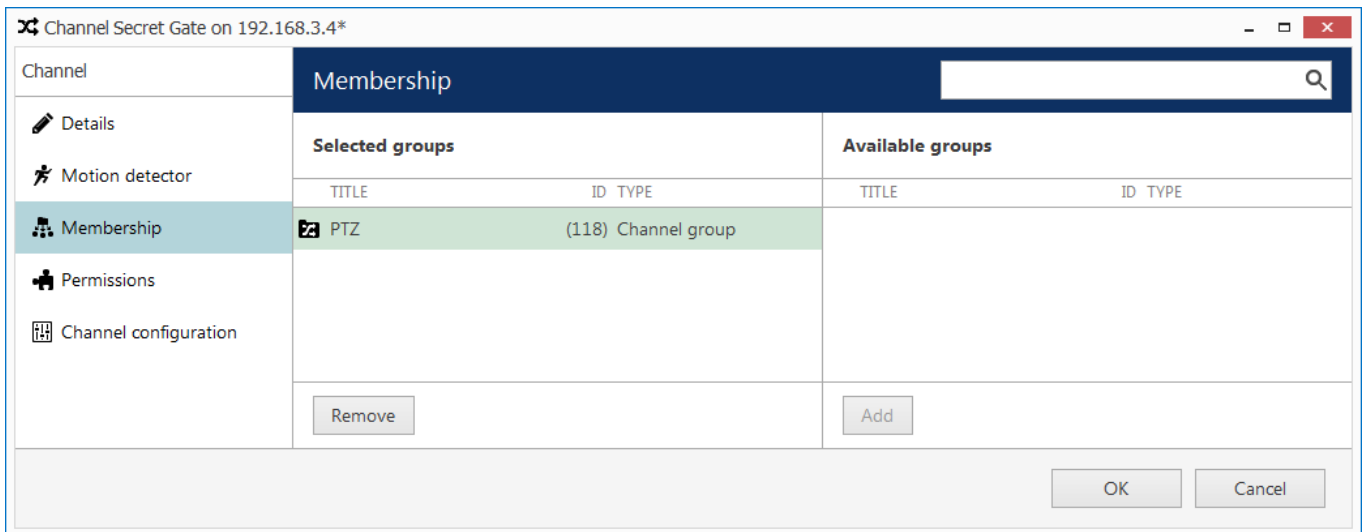 Channel Secret Gate on 192.168.3.4*
Channel
Details
Motion detector
Membership
Permissions
Channel configuration
Membership
Selected groups
TITLE ID TYPE
PTZ (118) Channel group
Remove
Available groups
TITLE ID TYPE
Add
OK Cancel